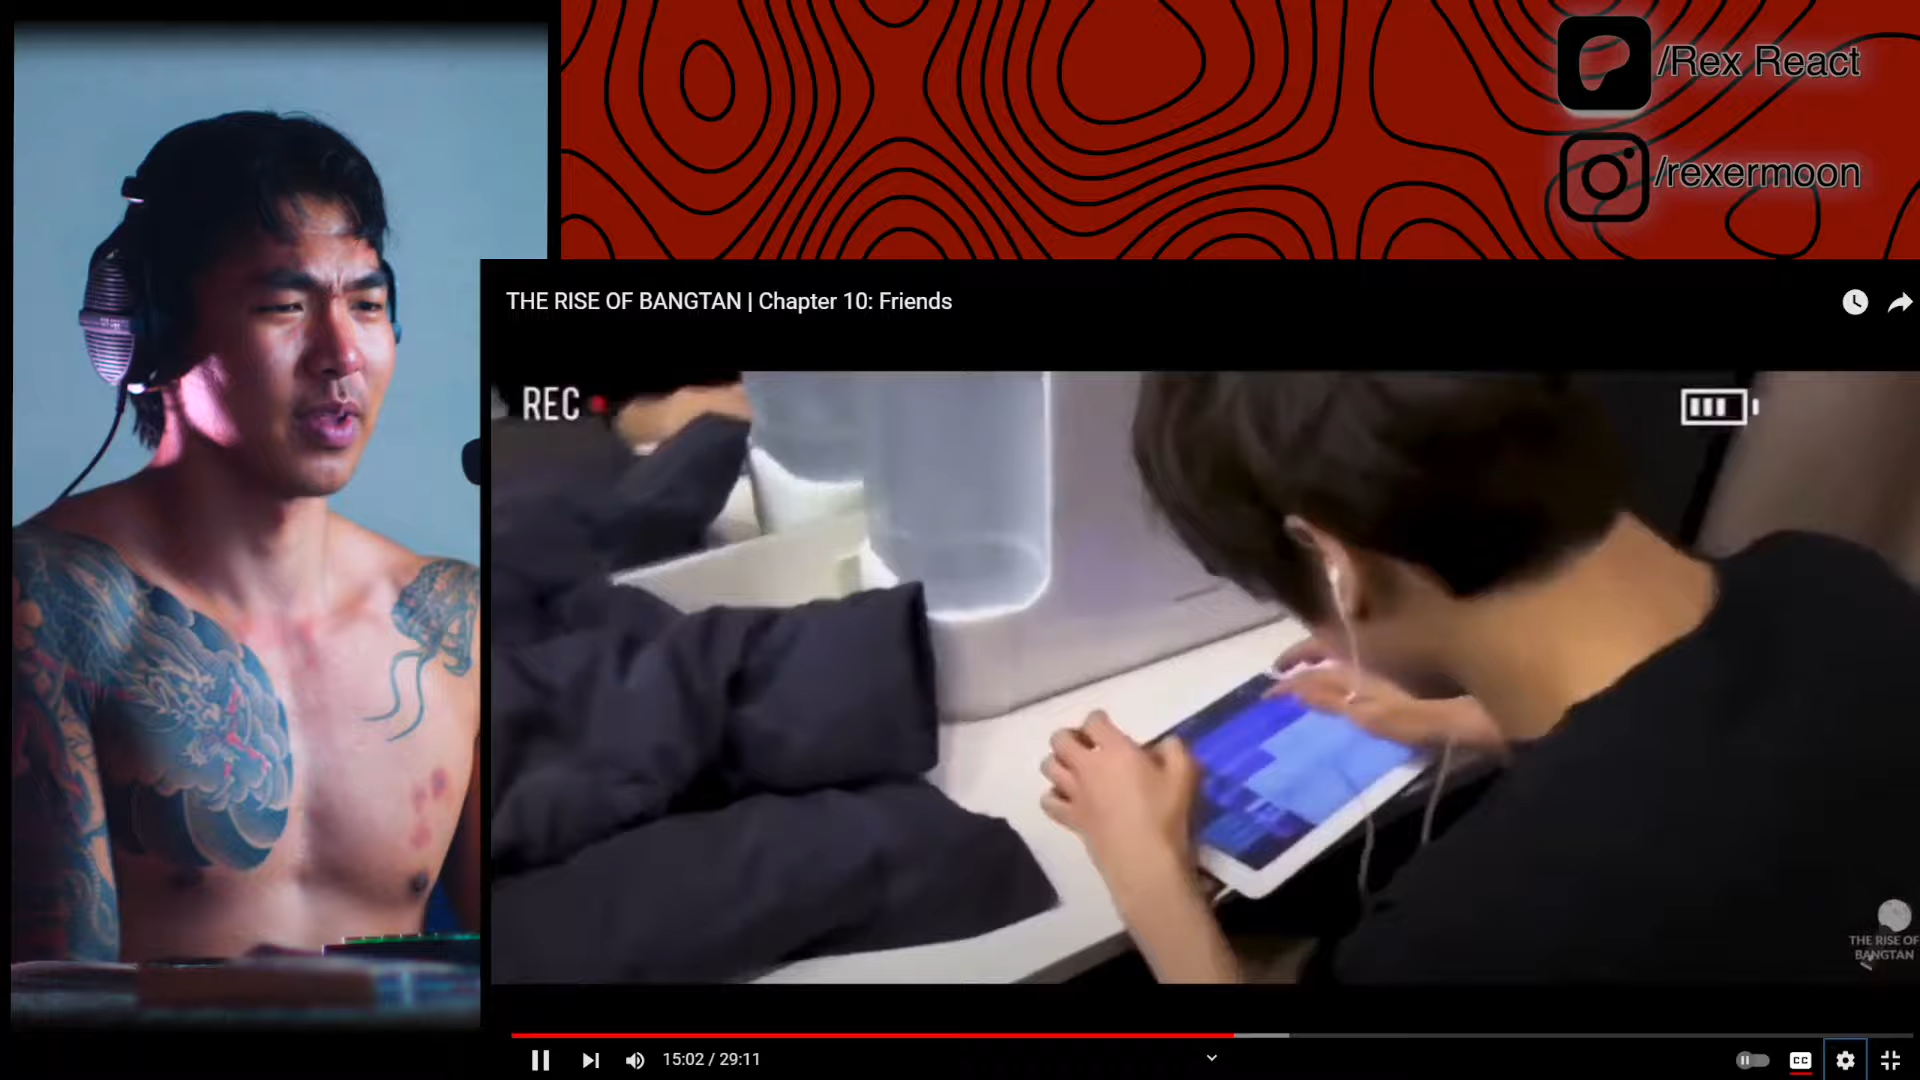 /Rex React
/rexermoon
THE RISE OF BANGTAN | Chapter 10: Friends
REC
THE RISE OF
BANGTAN
15:02 / 29:11
CC